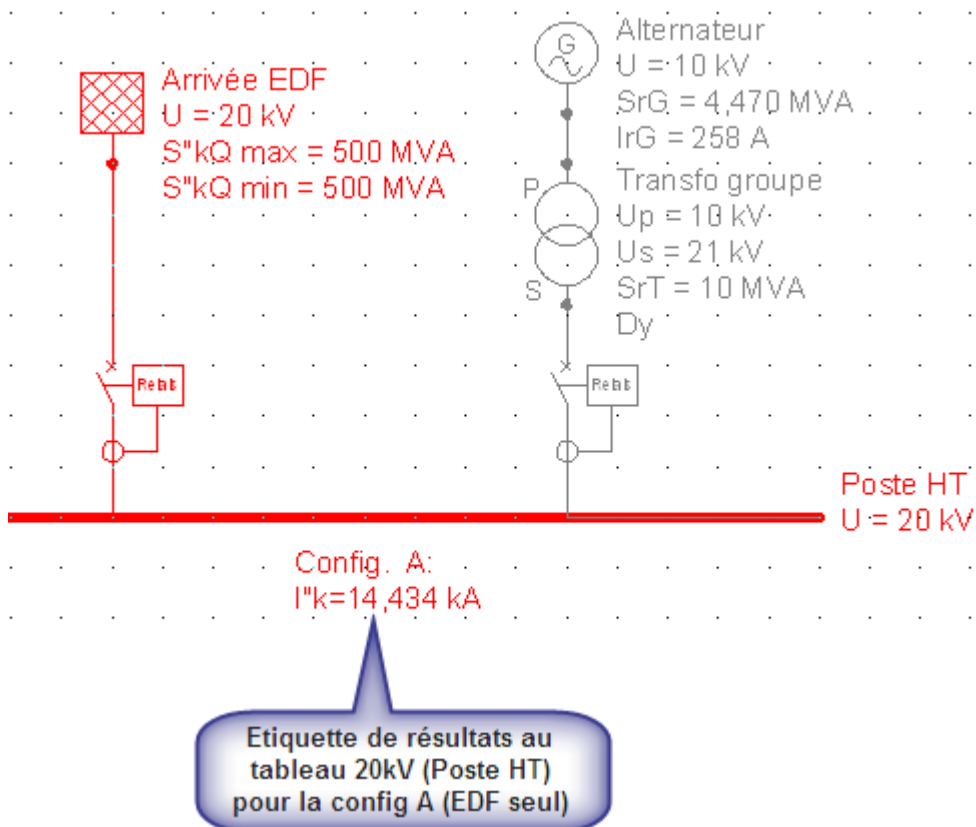 Arrivée EDF
U = 20 kV
S"kQ max = 500 MVA
S"kQ min = 500 MVA
G
Alternateur
U = 10 kV
SrG = 4,470 MVA
IrG = 258 A
P
S
Transfo groupe
Up = 10 kV
Us = 21 kV
SrT = 10 MVA
Dy
Relais
Relais
Poste HT
U = 20 kV
Config. A:
I"k=14,434 kA
Etiquette de résultats au
tableau 20kV (Poste HT)
pour la config A (EDF seul)